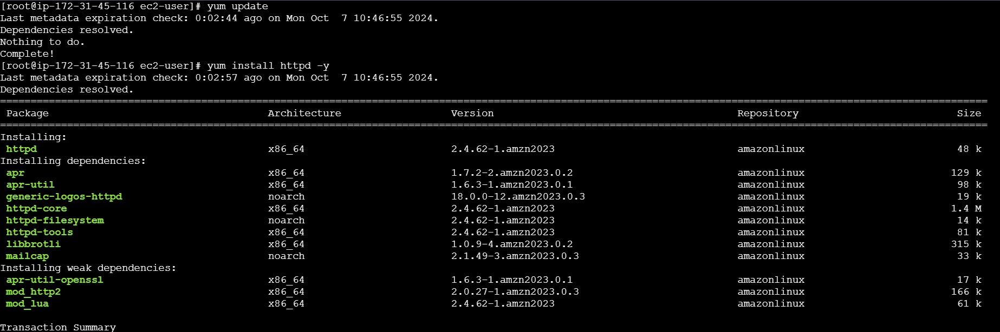 [root@ip-172-31-45-116 ec2-user]# yum update
Last metadata expiration check: 0:02:44 ago on Mon Oct  7 10:46:55 2024.
Dependencies resolved.
Nothing to do.
Complete!
[root@ip-172-31-45-116 ec2-user]# yum install httpd -y
Last metadata expiration check: 0:02:57 ago on Mon Oct  7 10:46:55 2024.
Dependencies resolved.
Package Architecture Version Repository Size
Installing:
httpd x86_64 2.4.62-1.amzn2023 amazonlinux 48 k
Installing dependencies:
apr x86_64 1.7.2-2.amzn2023.0.2 amazonlinux 129 k
apr-util x86_64 1.6.3-1.amzn2023.0.1 amazonlinux 98 k
generic-logos-httpd noarch 18.0.0-12.amzn2023.0.3 amazonlinux 19 k
httpd-core x86_64 2.4.62-1.amzn2023 amazonlinux 1.4 M
httpd-filesystem noarch 2.4.62-1.amzn2023 amazonlinux 14 k
httpd-tools x86_64 2.4.62-1.amzn2023 amazonlinux 81 k
libbrotli x86_64 1.0.9-4.amzn2023.0.2 amazonlinux 315 k
mailcap noarch 2.1.49-3.amzn2023.0.3 amazonlinux 33 k
Installing weak dependencies:
apr-util-openssl x86_64 1.6.3-1.amzn2023.0.1 amazonlinux 17 k
mod_http2 x86_64 2.0.27-1.amzn2023.0.3 amazonlinux 166 k
mod_lua x86_64 2.4.62-1.amzn2023 amazonlinux 61 k
Transaction Summary